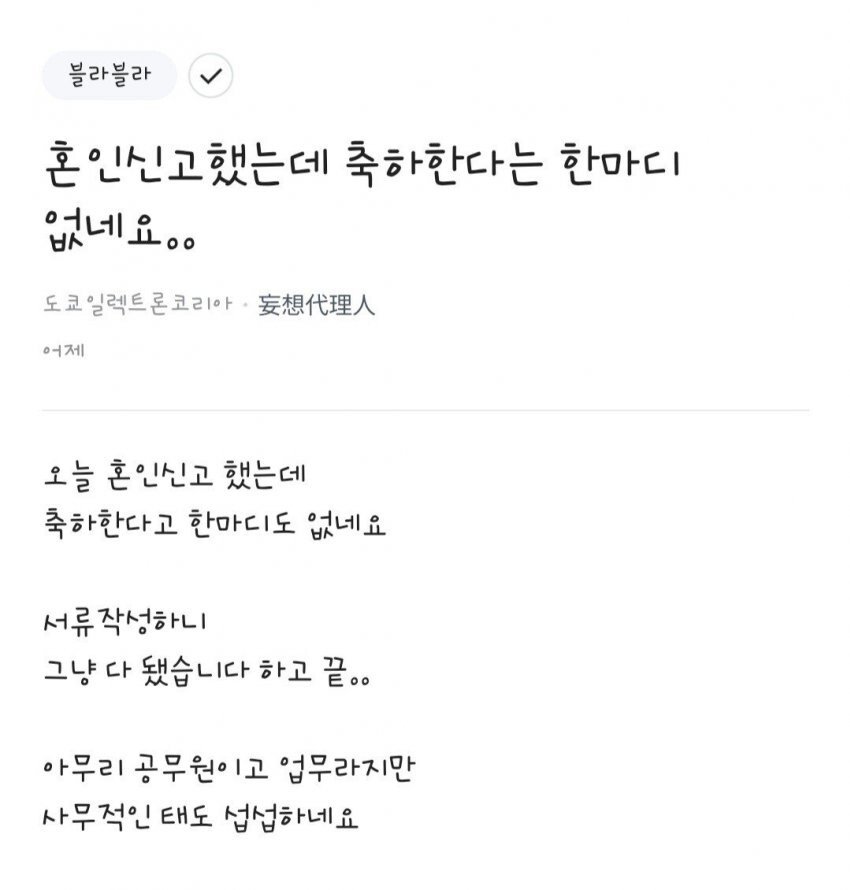 블라블라
혼인신고했는데 축하한다는 한마디
없네요..
도쿄일렉트론코리아 · 妄想代理人
어제
오늘 혼인신고 했는데
축하한다고 한마디도 없네요
서류작성하니
그냥 다 됐습니다 하고 끝..
아무리 공무원이고 업무라지만
사무적인 태도 섭섭하네요